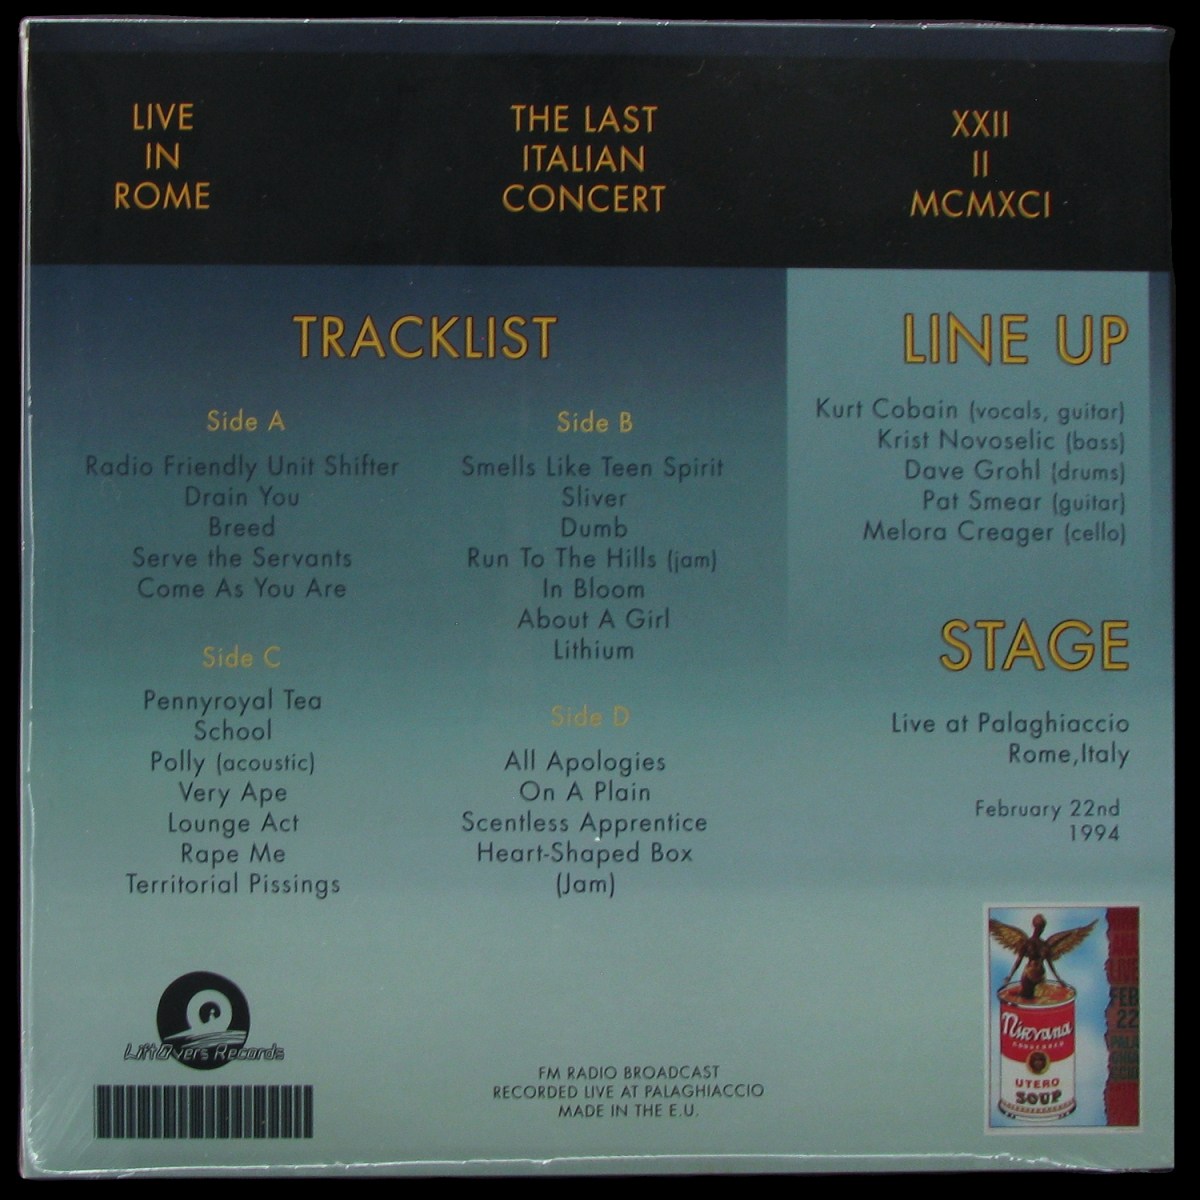 LIVE
IN
ROME
THE LAST
ITALIAN
CONCERT
XXII
II
MCMXCI
TRACKLIST
Side A
Radio Friendly Unit Shifter
Drain You
Breed
Serve the Servants
Come As You Are
Side B
Smells Like Teen Spirit
Sliver
Dumb
Run To The Hills (jam)
In Bloom
About A Girl
Lithium
Side C
Pennyroyal Tea
School
Polly (acoustic)
Very Ape
Lounge Act
Rape Me
Territorial Pissings
Side D
All Apologies
On A Plain
Scentless Apprentice
Heart-Shaped Box
(Jam)
LINE UP
Kurt Cobain (vocals, guitar)
Krist Novoselic (bass)
Dave Grohl (drums)
Pat Smear (guitar)
Melora Creager (cello)
STAGE
Live at Palaghiaccio
Rome,Italy
February 22nd
1994
LiftOvers Records
FM RADIO BROADCAST
RECORDED LIVE AT PALAGHIACCIO
MADE IN THE E.U.
Nirvana
UTERO
SOUP
LIVE
FEB
22
PALA
GHIA
CCIO